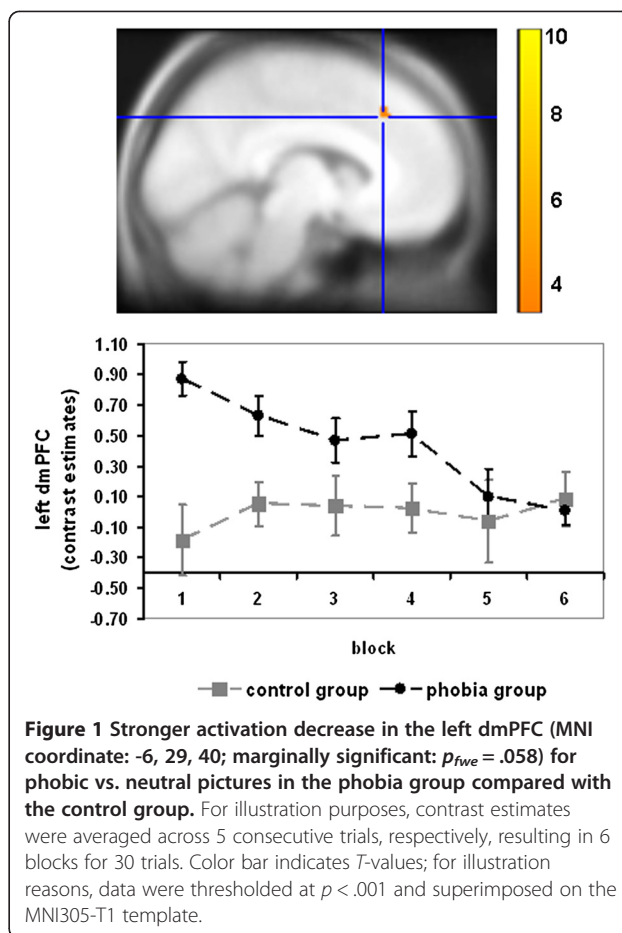 10
8
6
4
1.10
0.90
0.70
0.50
0.30
0.10
-0.10
-0.30
-0.50
-0.70
left dmPFC
(contrast estimates)
1 2 3 4 5 6
block
control group phobia group
Figure 1 Stronger activation decrease in the left dmPFC (MNI
coordinate: -6, 29, 40; marginally significant: pfwe = .058) for
phobic vs. neutral pictures in the phobia group compared with
the control group. For illustration purposes, contrast estimates
were averaged across 5 consecutive trials, respectively, resulting in 6
blocks for 30 trials. Color bar indicates T-values; for illustration
reasons, data were thresholded at p < .001 and superimposed on the
MNI305-T1 template.